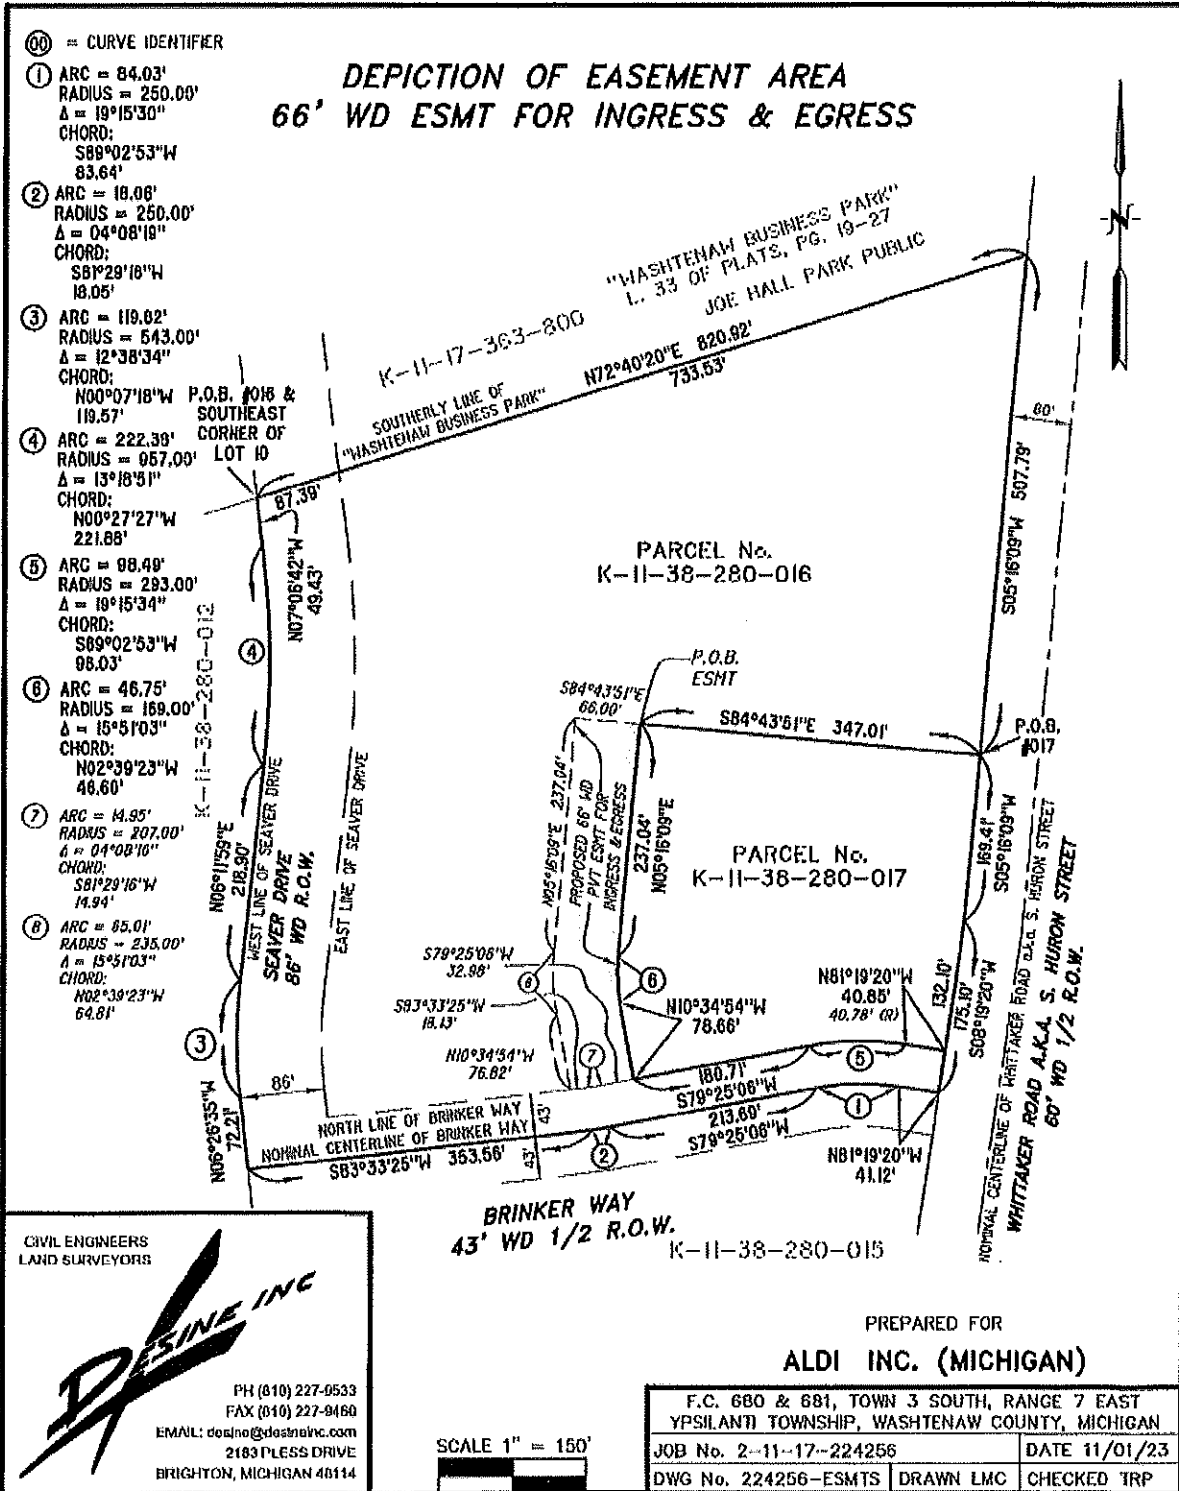 00 = CURVE IDENTIFIER
DEPICTION OF EASEMENT AREA
66' WD ESMT FOR INGRESS & EGRESS
1 ARC = 84.03'
RADIUS = 250.00'
Δ = 19°15'30"
CHORD:
S89°02'53"W
83.64'
2 ARC = 18.06'
RADIUS = 250.00'
Δ = 04°08'19"
CHORD:
S81°29'16"W
18.05'
3 ARC = 119.82'
RADIUS = 543.00'
Δ = 12°38'34"
CHORD:
N00°07'18"W
119.57'
4 ARC = 222.39'
RADIUS = 957.00'
Δ = 13°18'51"
CHORD:
N00°27'27"W
221.88'
5 ARC = 98.49'
RADIUS = 293.00'
Δ = 19°15'34"
CHORD:
S89°02'53"W
98.03'
6 ARC = 46.75'
RADIUS = 169.00'
Δ = 15°51'03"
CHORD:
N02°39'23"W
46.60'
7 ARC = 14.95'
RADIUS = 207.00'
Δ = 04°08'16"
CHORD:
S81°29'16"W
14.94'
8 ARC = 65.01'
RADIUS = 235.00'
Δ = 15°51'03"
CHORD:
N02°39'23"W
64.81'
"WASHTENAW BUSINESS PARK"
L. 33 OF PLATS, PG. 19-27
JOE HALL PARK PUBLIC
K-11-17-363-800
N72°40'20"E 820.92'
733.53'
SOUTHERLY LINE OF
"WASHTENAW BUSINESS PARK"
P.O.B. #016 &
SOUTHEAST
CORNER OF
LOT 10
87.39'
N
60'
S05°16'09"W 507.79'
N07°06'42"W
49.43'
PARCEL No.
K-11-38-280-016
K-11-38-280-012
4
P.O.B.
ESMT
S84°43'51"E
66.00'
S84°43'51"E 347.01'
P.O.B.
#017
N06°11'59"E
218.90'
WEST LINE OF SEAVER DRIVE
SEAVER DRIVE
86' WD R.O.W.
EAST LINE OF SEAVER DRIVE
N05°16'09"E 237.04'
PROPOSED 66' WD
PVT ESMT FOR
INGRESS & EGRESS
237.04'
N05°16'09"E
PARCEL No.
K-11-38-280-017
169.41'
S05°16'09"W
S79°25'06"W
32.98'
8
6
S83°33'25"W
18.13'
N10°34'54"W
78.66'
N81°19'20"W
40.85'
40.78' (R)
132.10'
175.10'
S08°19'20"W
NOMINAL CENTERLINE OF WHITTAKER ROAD a.k.a. S. HURON STREET
WHITTAKER ROAD A.K.A. S. HURON STREET
60' WD 1/2 R.O.W.
3
N10°34'54"W
76.82'
7
5
86'
180.71'
S79°25'06"W
1
N06°26'35"W
72.21'
NORTH LINE OF BRINKER WAY
NOMINAL CENTERLINE OF BRINKER WAY
43'
43'
213.69'
S79°25'06"W
S83°33'25"W 353.56'
2
N81°19'20"W
41.12'
BRINKER WAY
43' WD 1/2 R.O.W.
K-11-38-280-015
CIVIL ENGINEERS
LAND SURVEYORS
DESINE INC
PH (810) 227-9533
FAX (810) 227-9460
EMAIL: desine@desineinc.com
2183 PLESS DRIVE
BRIGHTON, MICHIGAN 48114
SCALE 1" = 150'
PREPARED FOR
ALDI INC. (MICHIGAN)
F.C. 680 & 681, TOWN 3 SOUTH, RANGE 7 EAST
YPSILANTI TOWNSHIP, WASHTENAW COUNTY, MICHIGAN
JOB No. 2-11-17-224256
DATE 11/01/23
DWG No. 224256-ESMTS
DRAWN LMC
CHECKED TRP